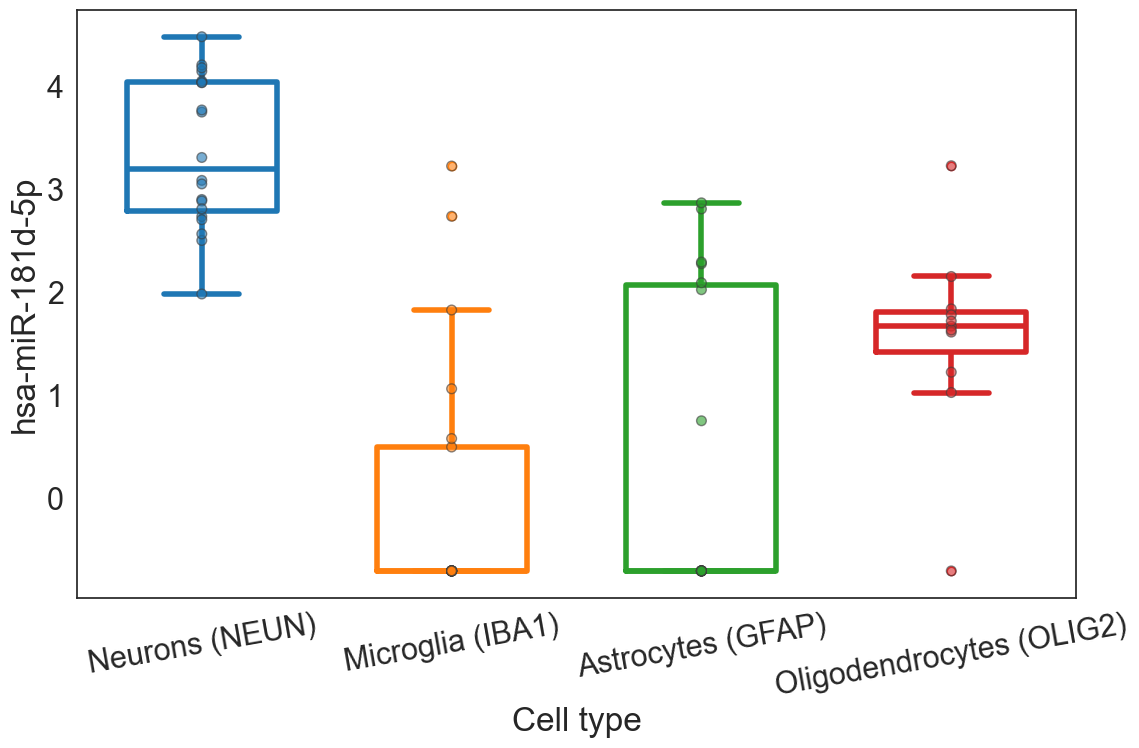 hsa-miR-181d-5p
4
3
2
1
0
Neurons (NEUN)
Microglia (IBA1)
Astrocytes (GFAP)
Oligodendrocytes (OLIG2)
Cell type